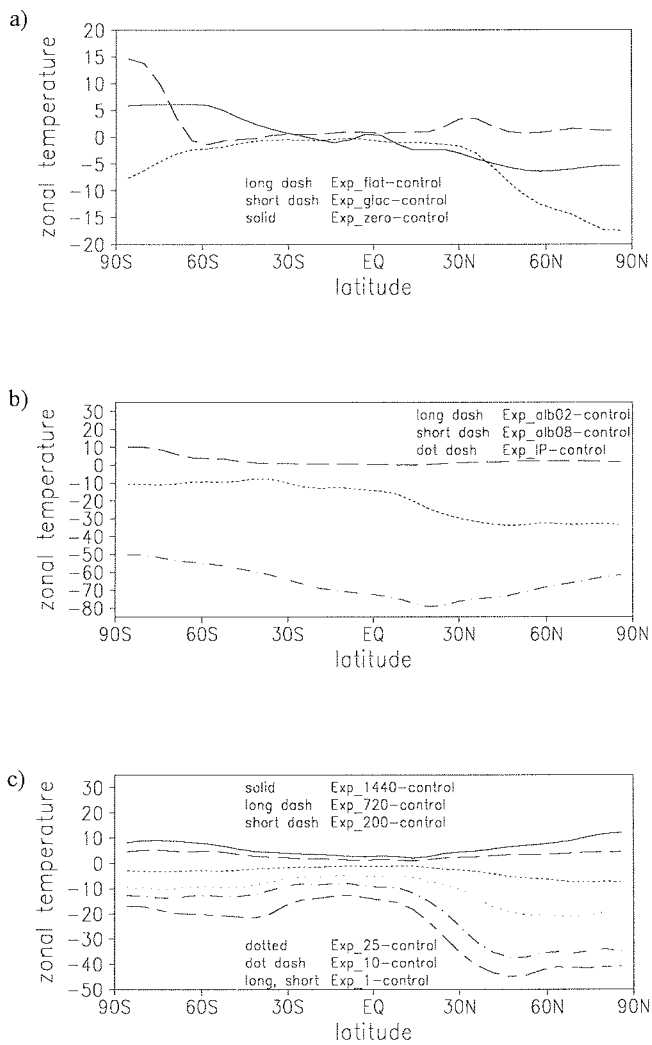 a)
20
15
10
5
0
−5
−10
−15
−20
zonal temperature
long dash Exp_flat−control
short dash Exp_glac−control
solid Exp_zero−control
90S 60S 30S EQ 30N 60N 90N
latitude
b)
30
20
10
0
−10
−20
−30
−40
−50
−60
−70
−80
zonal temperature
long dash Exp_alb02−control
short dash Exp_alb08−control
dot dash Exp_IP−control
90S 60S 30S EQ 30N 60N 90N
latitude
c)
30
20
10
0
−10
−20
−30
−40
−50
zonal temperature
solid Exp_1440−control
long dash Exp_720−control
short dash Exp_200−control
dotted Exp_25−control
dot dash Exp_10−control
long, short Exp_1−control
90S 60S 30S EQ 30N 60N 90N
latitude